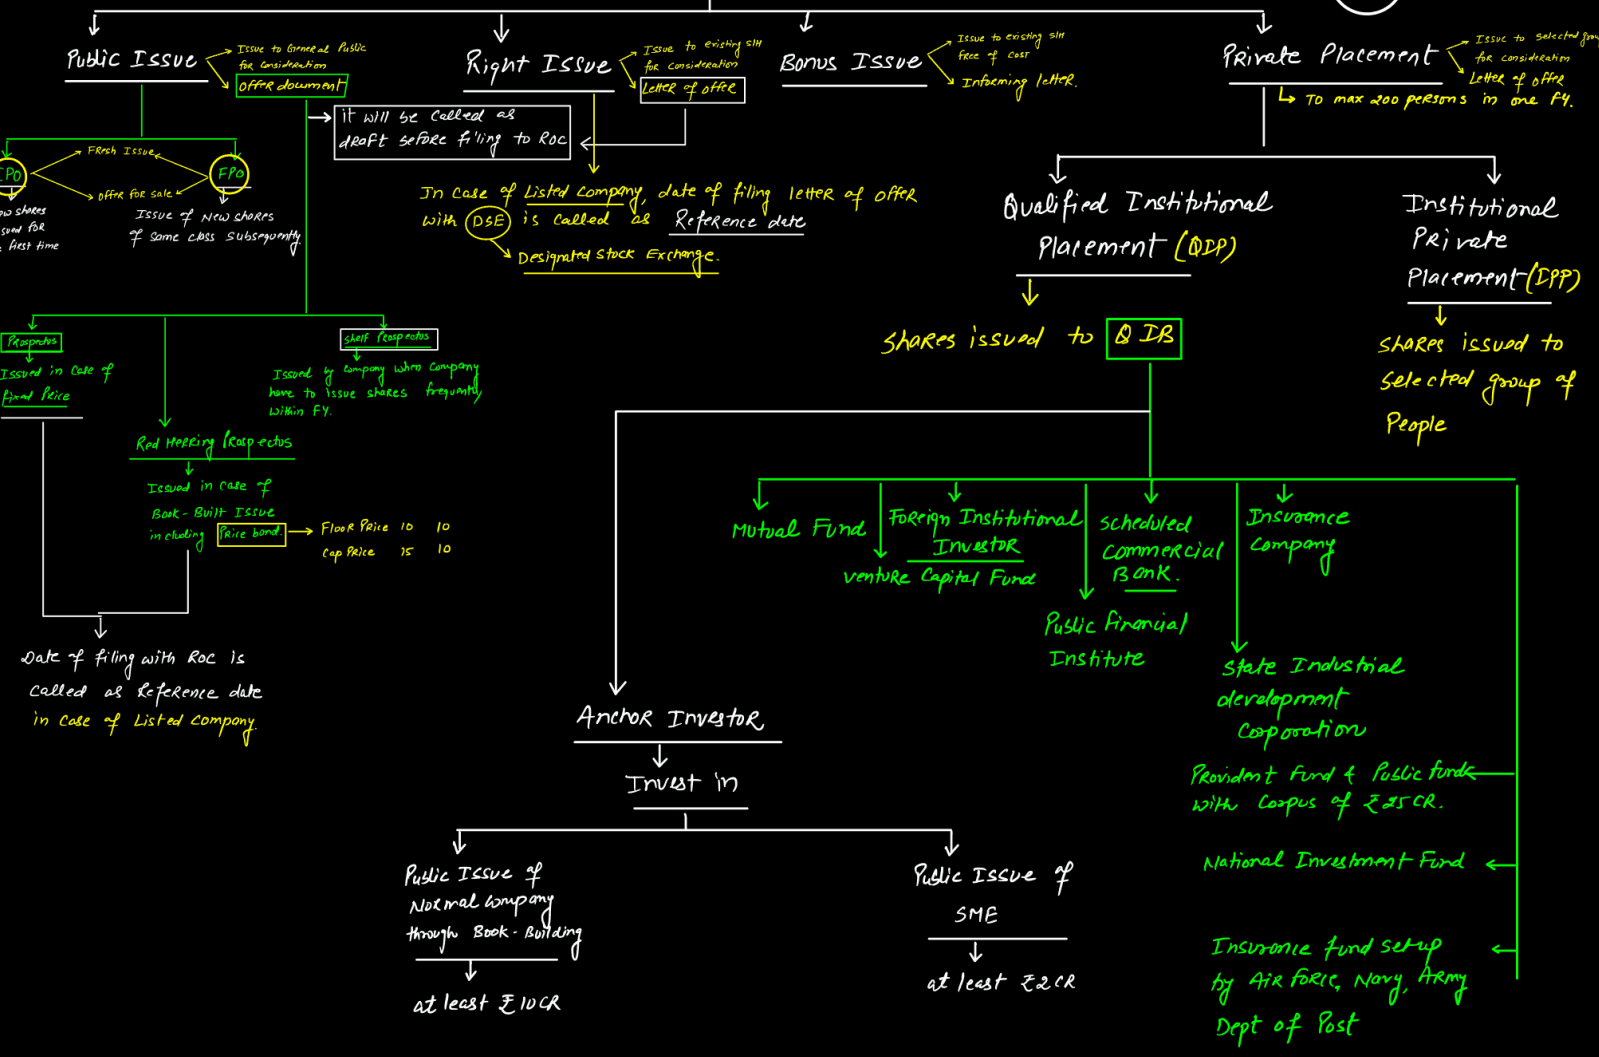 Public Issue
Issue to General Public
for consideration
Offer document
Right Issue
Issue to existing S/H
for consideration
Letter of offer
Bonus Issue
Issue to existing S/H
free of cost
Informing letter.
Private Placement
Issue to selected group
for consideration
Letter of offer
To max 200 persons in one FY.
it will be called as
draft before filing to ROC
Fresh Issue
Offer for sale
IPO
FPO
new shares
issued for
first time
Issue of New shares
of same class subsequently
In case of Listed Company, date of filing letter of offer
with DSE is called as Reference date
Designated Stock Exchange.
Qualified Institutional
Placement (QIP)
Shares issued to QIB
Institutional
Private
Placement (IPP)
Shares issued to
Selected group of
People
Prospectus
Issued in case of
fixed Price
Shelf Prospectus
Issued by company when company
have to issue shares frequently
within FY.
Red Herring Prospectus
Issued in case of
Book-Built Issue
including Price band.
Floor Price 10 10
Cap Price 15 10
Date of filing with ROC is
called as Reference date
in case of Listed Company.
Mutual Fund
Foreign Institutional
Investor
Venture Capital Fund
Scheduled
Commercial
Bank.
Public financial
Institute
Insurance
Company
State Industrial
development
Corporation
Provident Fund & Public funds
with Corpus of ₹25CR.
National Investment Fund
Insurance fund setup
by Air force, Navy, Army
Dept of Post
Anchor Investor
Invest in
Public Issue of
Normal Company
through Book-Building
at least ₹10CR
Public Issue of
SME
at least ₹2CR